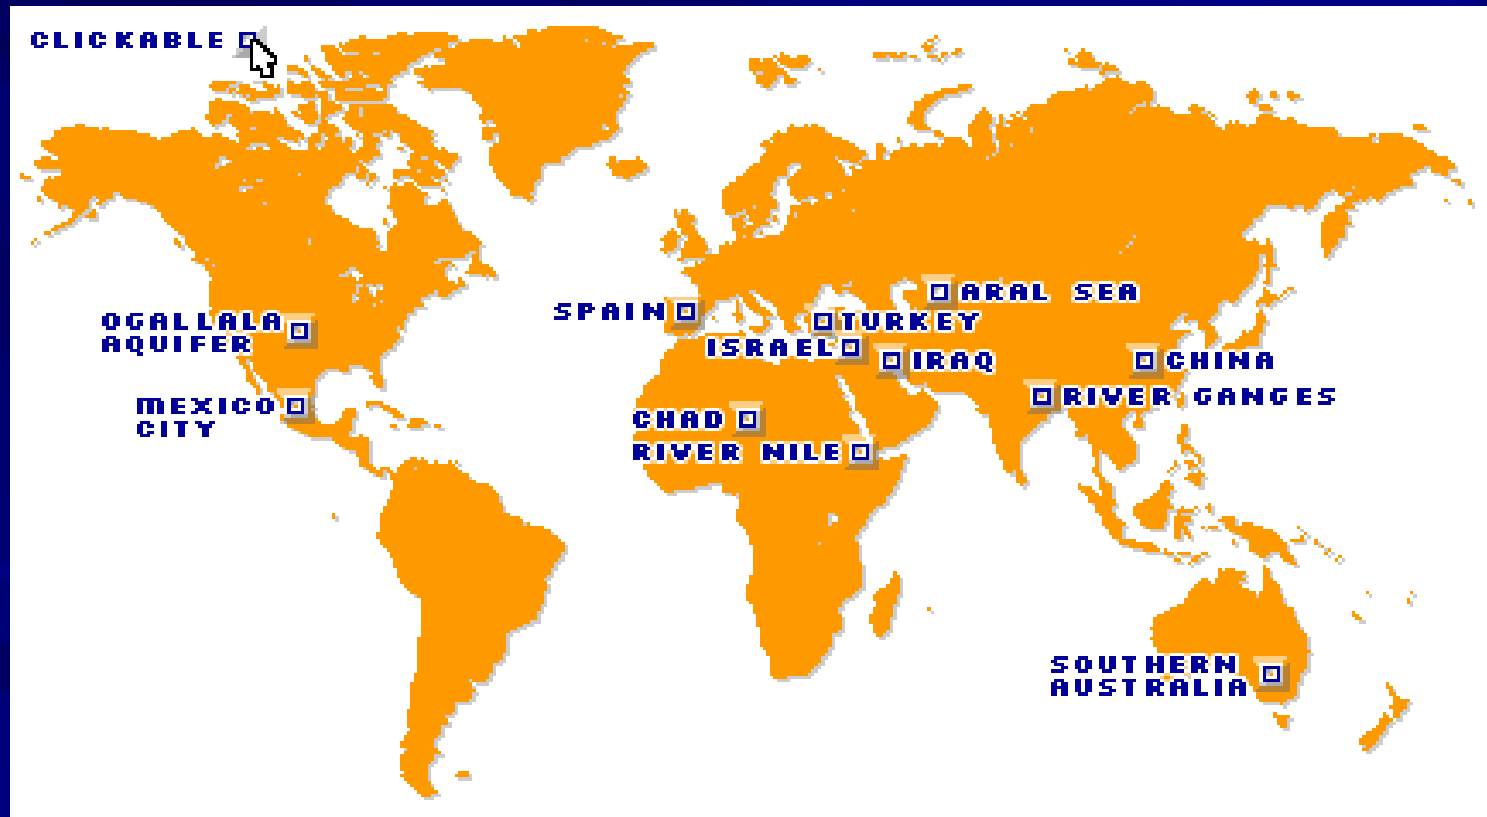 CLICKABLE
ARAL SEA
SPAIN
OGALLALA
AQUIFER
TURKEY
ISRAEL
IRAQ
CHINA
RIVER GANGES
MEXICO
CITY
CHAD
RIVER NILE
SOUTHERN
AUSTRALIA